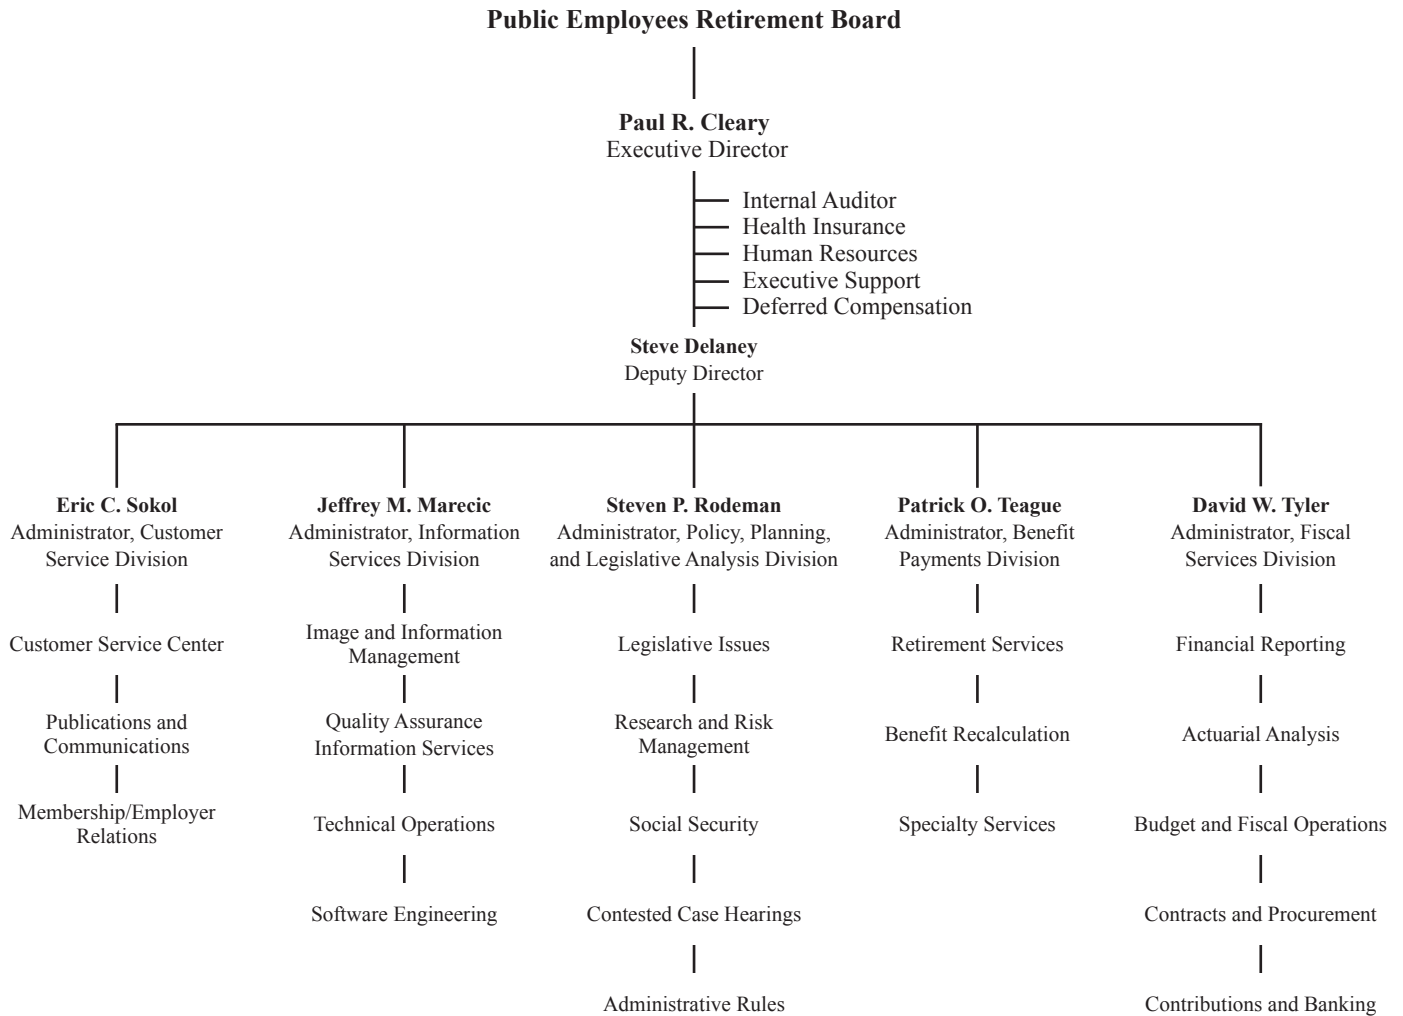 Public Employees Retirement Board
Paul R. Cleary
Executive Director
Internal Auditor
Health Insurance
Human Resources
Executive Support
Deferred Compensation
Steve Delaney
Deputy Director
Eric C. Sokol
Administrator, Customer
Service Division
Customer Service Center
Publications and
Communications
Membership/Employer
Relations
Jeffrey M. Marecic
Administrator, Information
Services Division
Image and Information
Management
Quality Assurance
Information Services
Technical Operations
Software Engineering
Steven P. Rodeman
Administrator, Policy, Planning,
and Legislative Analysis Division
Legislative Issues
Research and Risk
Management
Social Security
Contested Case Hearings
Administrative Rules
Patrick O. Teague
Administrator, Benefit
Payments Division
Retirement Services
Benefit Recalculation
Specialty Services
David W. Tyler
Administrator, Fiscal
Services Division
Financial Reporting
Actuarial Analysis
Budget and Fiscal Operations
Contracts and Procurement
Contributions and Banking